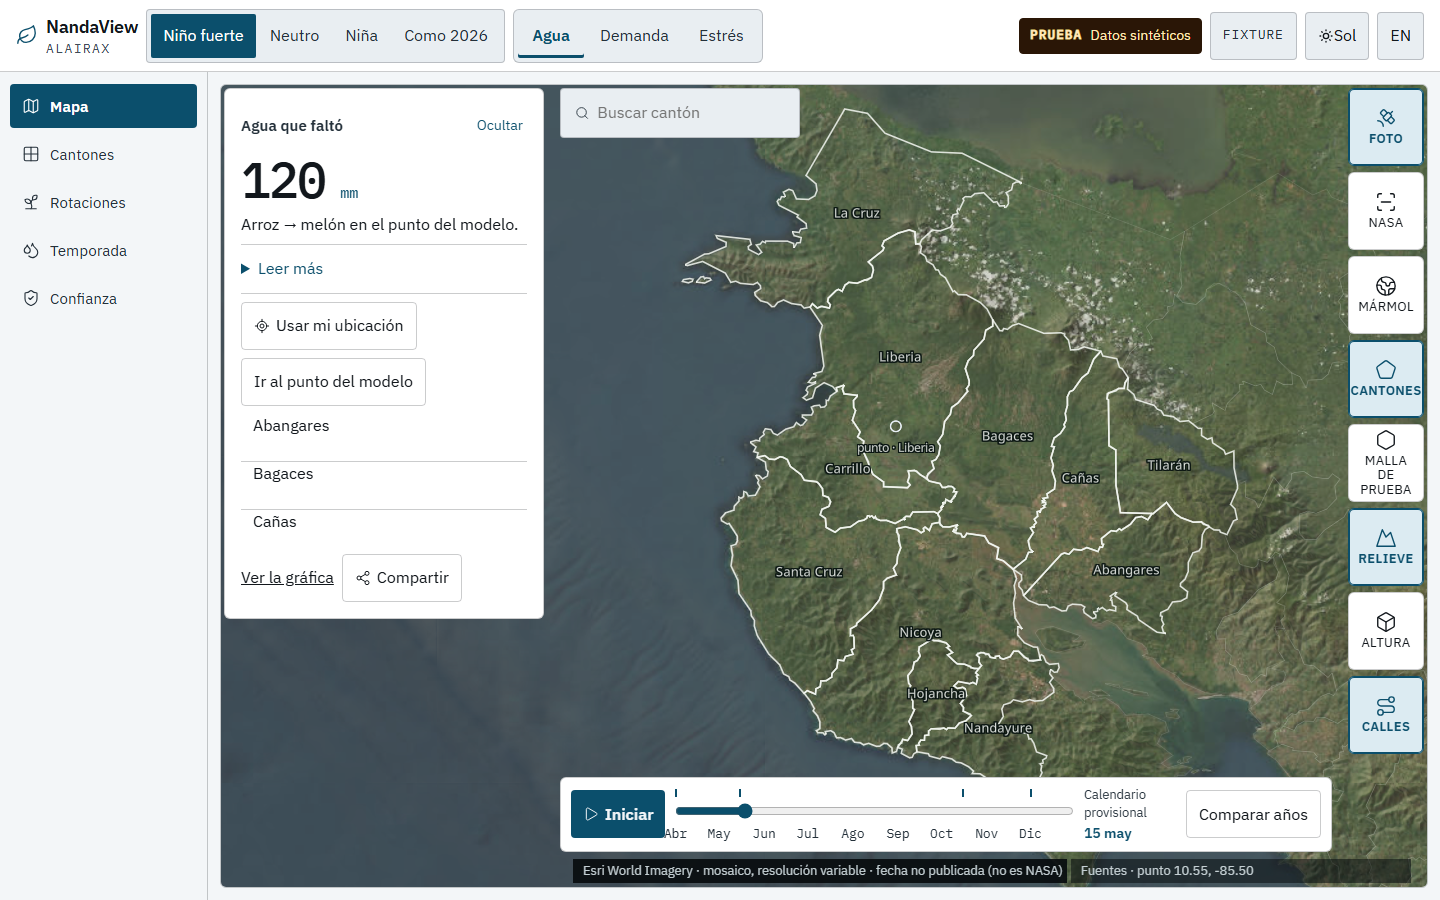 NandaView
ALAIRAX
Niño fuerte
Neutro
Niña
Como 2026
Agua
Demanda
Estrés
PRUEBA Datos sintéticos
FIXTURE
Sol
EN
Mapa
Cantones
Rotaciones
Temporada
Confianza
Agua que faltó
Ocultar
120 mm
Arroz → melón en el punto del modelo.
Leer más
Usar mi ubicación
Ir al punto del modelo
Abangares
Bagaces
Cañas
Ver la gráfica
Compartir
Buscar cantón
La Cruz
Liberia
Bagaces
punto · Liberia
Carrillo
Cañas
Tilarán
Santa Cruz
Abangares
Nicoya
Hojancha
Nandayure
FOTO
NASA
MÁRMOL
CANTONES
MALLA
DE
PRUEBA
RELIEVE
ALTURA
CALLES
Iniciar
Abr May Jun Jul Ago Sep Oct Nov Dic
Calendario
provisional
15 may
Comparar años
Esri World Imagery · mosaico, resolución variable · fecha no publicada (no es NASA)
Fuentes · punto 10.55, -85.50